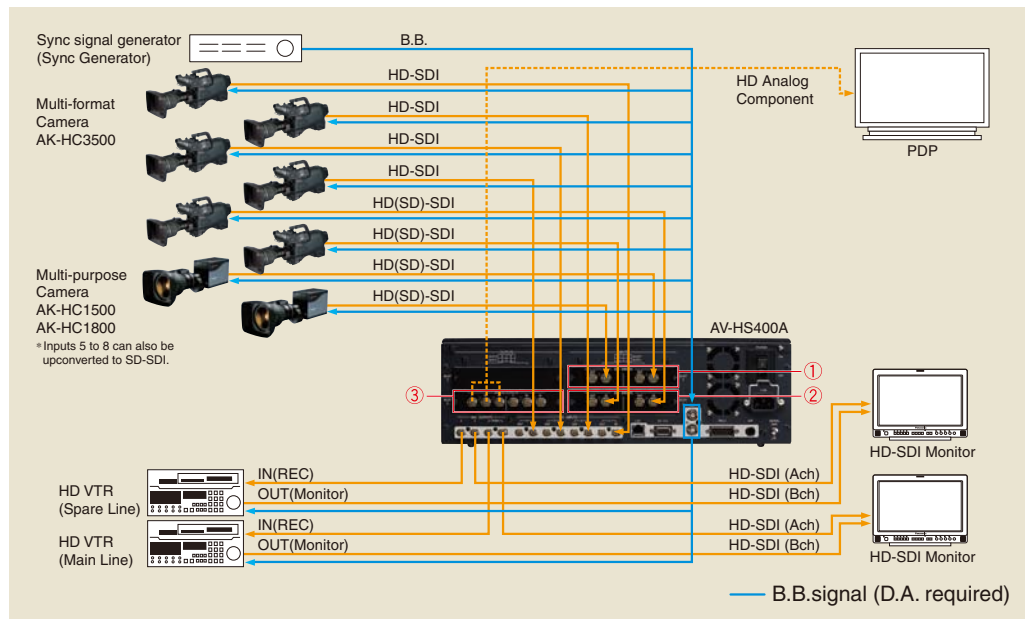 Sync signal generator
(Sync Generator)
B.B.
HD-SDI
HD Analog
Component
PDP
Multi-format
Camera
AK-HC3500
HD-SDI
HD-SDI
HD-SDI
HD(SD)-SDI
HD(SD)-SDI
HD(SD)-SDI
HD(SD)-SDI
Multi-purpose
Camera
AK-HC1500
AK-HC1800
*Inputs 5 to 8 can also be
upconverted to SD-SDI.
AV-HS400A
①
②
③
HD-SDI Monitor
HD VTR
(Spare Line)
IN(REC)
OUT(Monitor)
HD-SDI (Ach)
HD-SDI (Bch)
HD VTR
(Main Line)
IN(REC)
OUT(Monitor)
HD-SDI (Ach)
HD-SDI (Bch)
HD-SDI Monitor
B.B.signal (D.A. required)